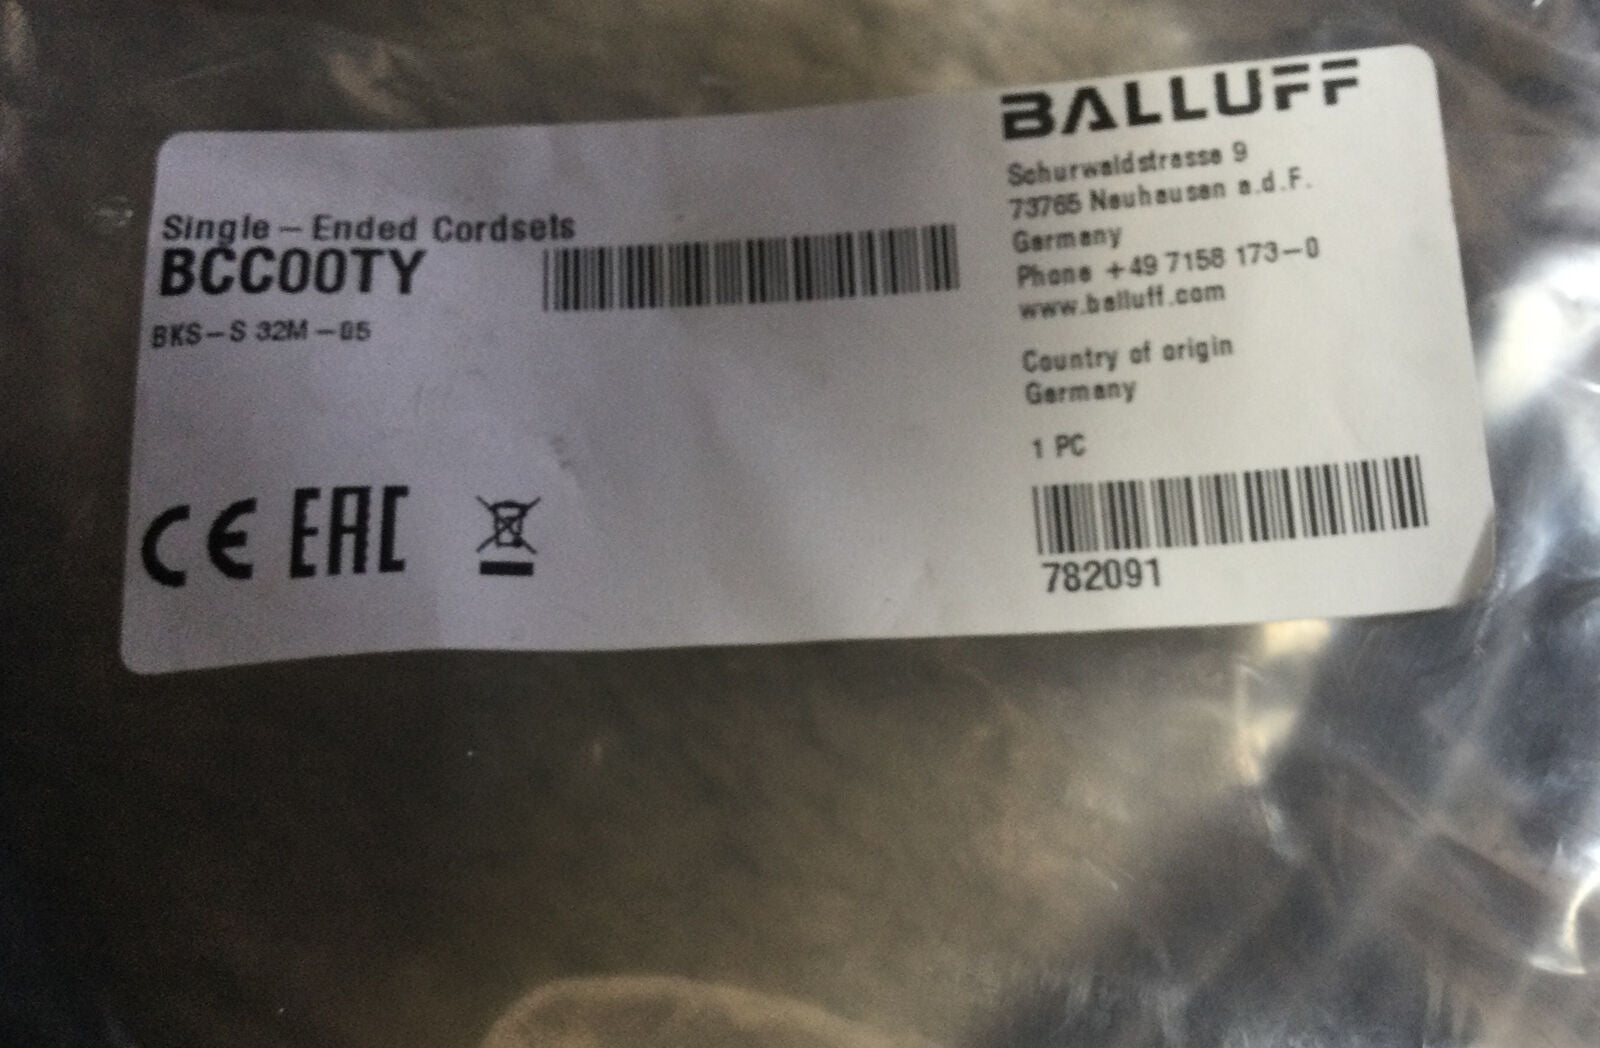 Single-Ended Cordsets
BCC00TY
BKS-S 32M-05
CE EAC
BALLUFF
Schurwaldstrasse 9
73765 Neuhausen a.d.F.
Germany
Phone +49 7158 173-0
www.balluff.com
Country of origin
Germany
1 PC
782091